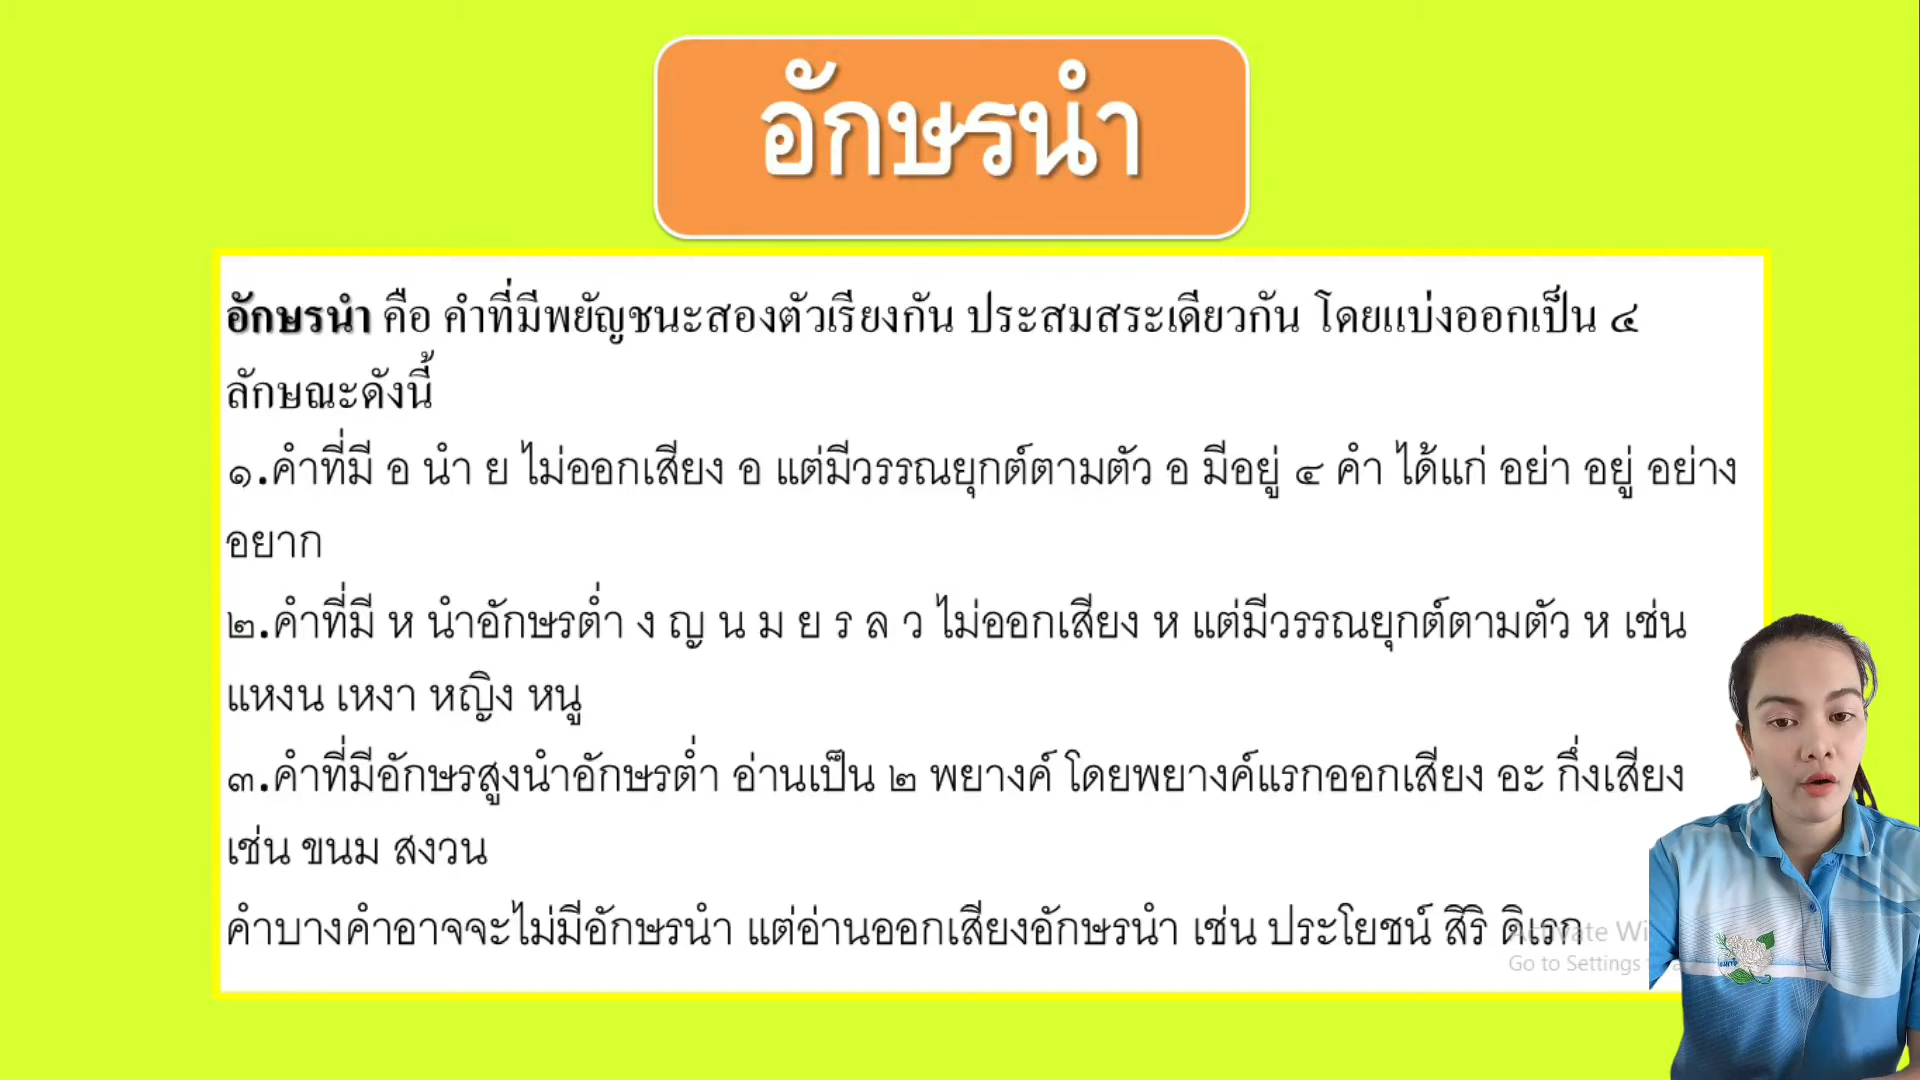 อักษรนำ
อักษรนำ คือ คำที่มีพยัญชนะสองตัวเรียงกัน ประสมสระเดียวกัน โดยแบ่งออกเป็น ๔
ลักษณะดังนี้
๑.คำที่มี อ นำ ย ไม่ออกเสียง อ แต่มีวรรณยุกต์ตามตัว อ มีอยู่ ๔ คำ ได้แก่ อย่า อยู่ อย่าง
อยาก
๒.คำที่มี ห นำอักษรต่ำ ง ญ น ม ย ร ล ว ไม่ออกเสียง ห แต่มีวรรณยุกต์ตามตัว ห เช่น
แหงน เหงา หญิง หนู
๓.คำที่มีอักษรสูงนำอักษรต่ำ อ่านเป็น ๒ พยางค์ โดยพยางค์แรกออกเสียง อะ กึ่งเสียง
เช่น ขนม สงวน
คำบางคำอาจจะไม่มีอักษรนำ แต่อ่านออกเสียงอักษรนำ เช่น ประโยชน์ สิริ ดิเรก
Activate Wi
Go to Settings